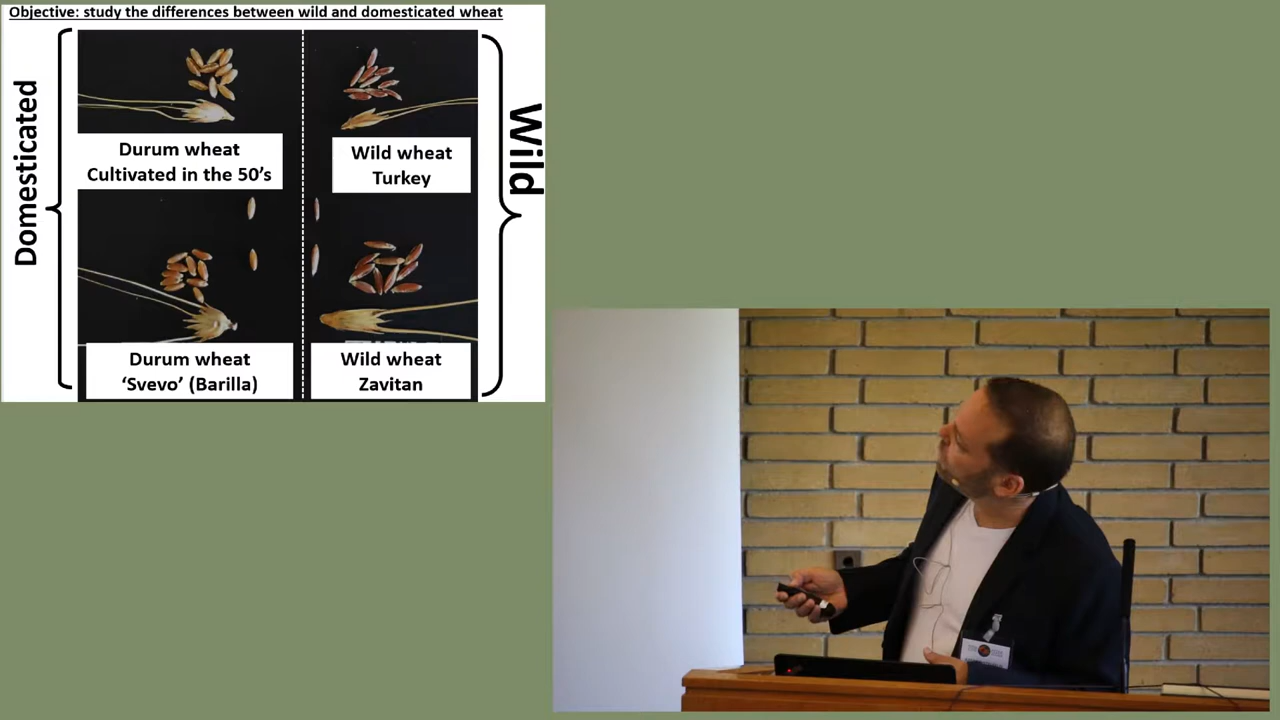 Objective: study the differences between wild and domesticated wheat
Domesticated
Durum wheat
Cultivated in the 50’s
Wild wheat
Turkey
Wild
Durum wheat
‘Svevo’ (Barilla)
Wild wheat
Zavitan